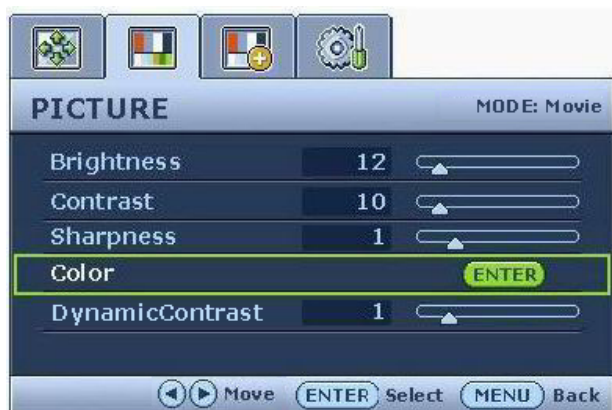 PICTURE MODE: Movie
Brightness 12
Contrast 10
Sharpness 1
Color ENTER
DynamicContrast 1
Move ENTER Select MENU Back